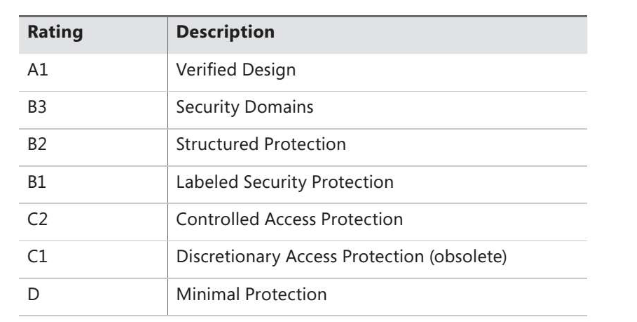 Rating Description
A1 Verified Design
B3 Security Domains
B2 Structured Protection
B1 Labeled Security Protection
C2 Controlled Access Protection
C1 Discretionary Access Protection (obsolete)
D Minimal Protection